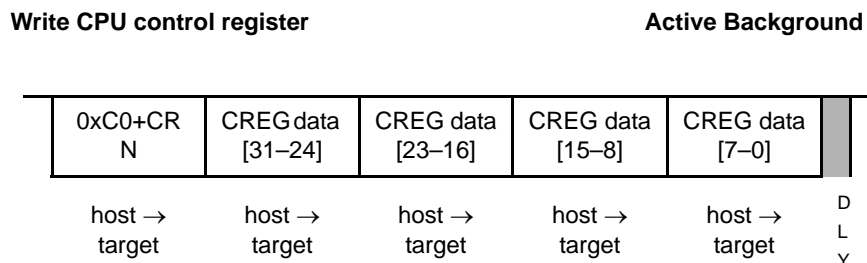 Write CPU control register Active Background
0xC0+CR CREG data CREG data CREG data CREG data
N [31–24] [23–16] [15–8] [7–0]
host → host → host → host → host → D
target target target target target L
Y